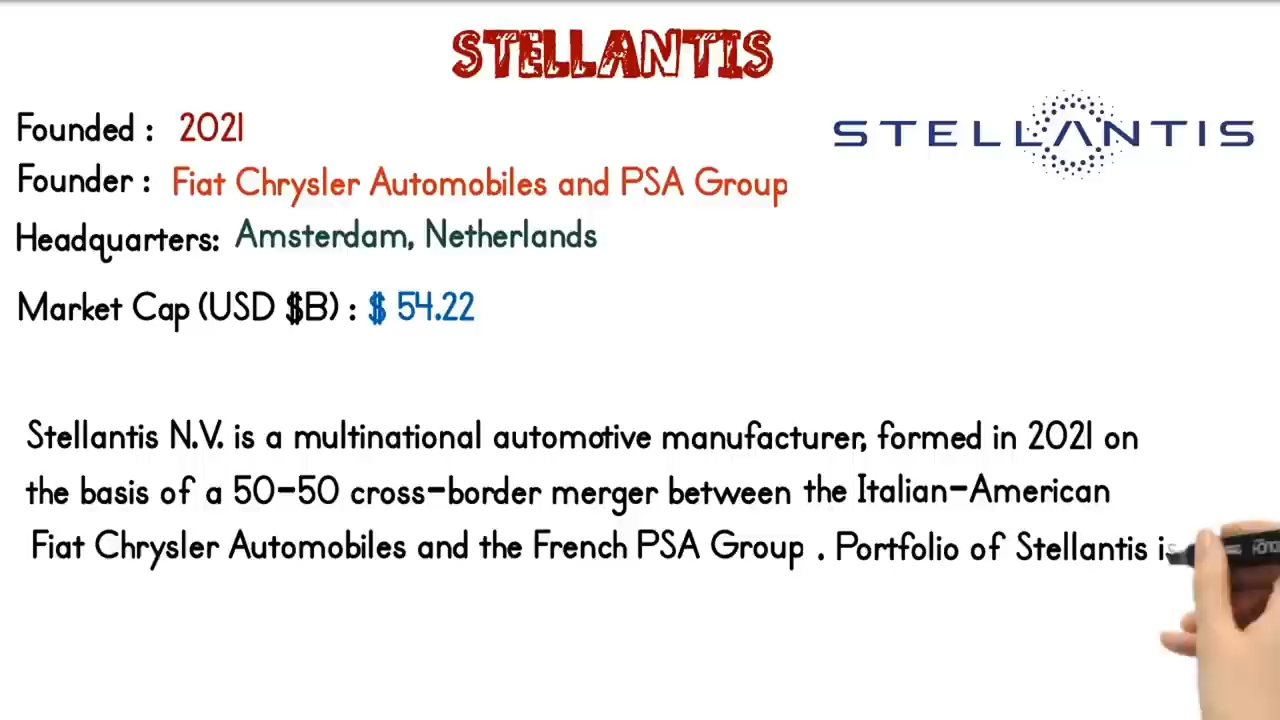 STELLANTIS
Founded : 2021
STELLANTIS
Founder : Fiat Chrysler Automobiles and PSA Group
Headquarters: Amsterdam, Netherlands
Market Cap (USD $B) : $ 54.22
Stellantis N.V. is a multinational automotive manufacturer, formed in 2021 on
the basis of a 50-50 cross-border merger between the Italian-American
Fiat Chrysler Automobiles and the French PSA Group . Portfolio of Stellantis is